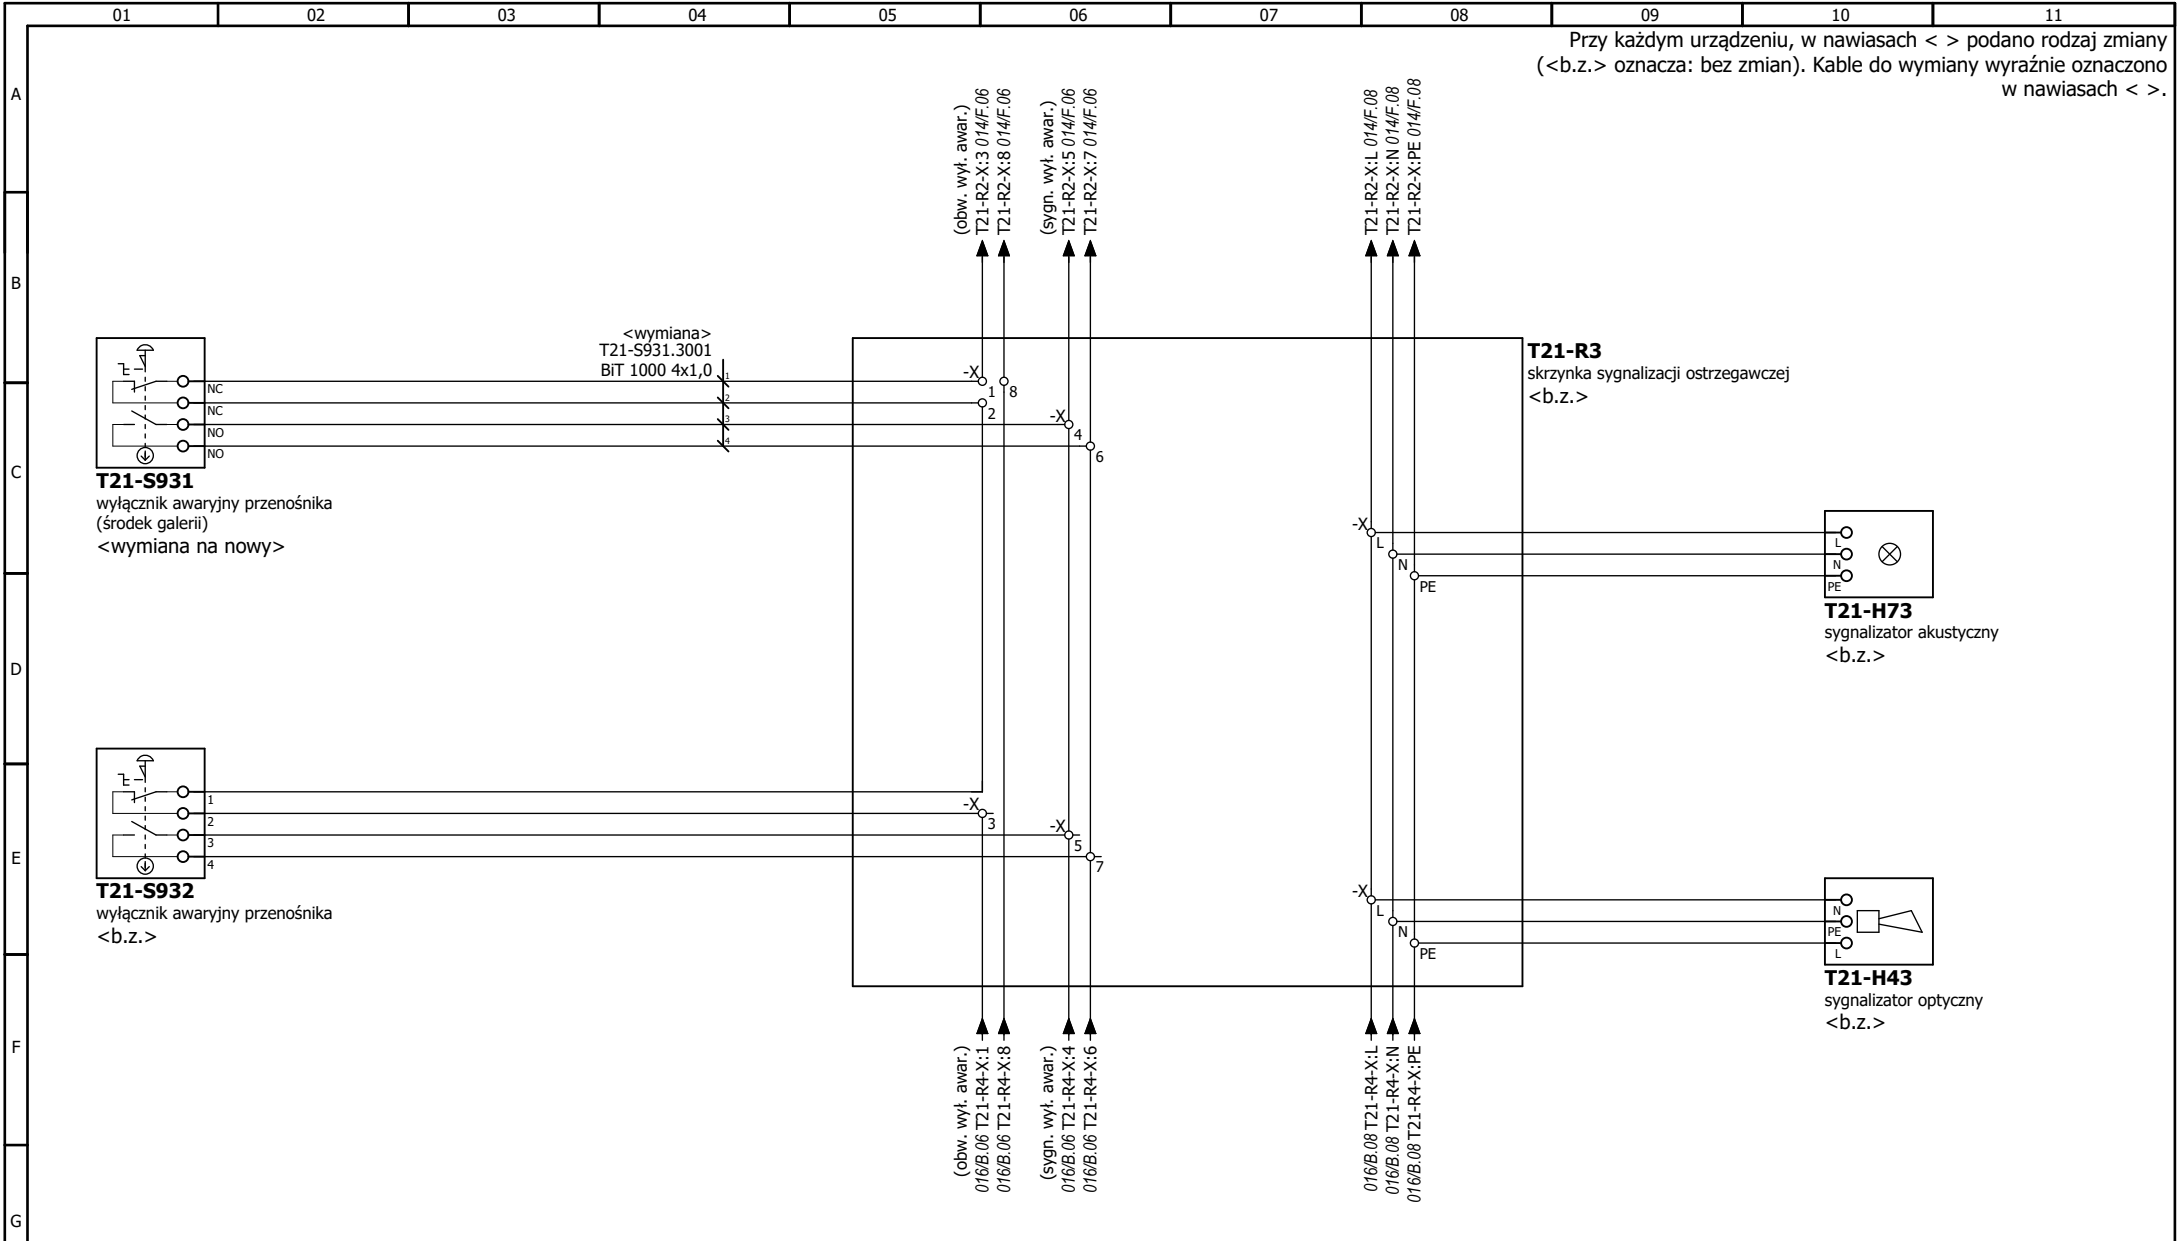 01 02 03 04 05 06 07 08 09 10 11
Przy każdym urządzeniu, w nawiasach < > podano rodzaj zmiany
(<b.z.> oznacza: bez zmian). Kable do wymiany wyraźnie oznaczono
w nawiasach < >.
A
B
C
D
E
F
G
(obw. wył. awar.)
T21-R2-X:3 014/F.06
T21-R2-X:8 014/F.06
(sygn. wył. awar.)
T21-R2-X:5 014/F.06
T21-R2-X:7 014/F.06
T21-R2-X:L 014/F.08
T21-R2-X:N 014/F.08
T21-R2-X:PE 014/F.08
NC
NC
NO
NO
T21-S931
wyłącznik awaryjny przenośnika
(środek galerii)
<wymiana na nowy>
<wymiana>
T21-S931.3001
BiT 1000 4x1,0
1
2
3
4
-X
1
8
2
-X
4
6
T21-R3
skrzynka sygnalizacji ostrzegawczej
<b.z.>
-X
L
N
PE
L
N
PE
T21-H73
sygnalizator akustyczny
<b.z.>
1
2
3
4
T21-S932
wyłącznik awaryjny przenośnika
<b.z.>
-X
3
-X
5
7
-X
L
N
PE
N
PE
L
T21-H43
sygnalizator optyczny
<b.z.>
(obw. wył. awar.)
016/B.06 T21-R4-X:1
016/B.06 T21-R4-X:8
(sygn. wył. awar.)
016/B.06 T21-R4-X:4
016/B.06 T21-R4-X:6
016/B.08 T21-R4-X:L
016/B.08 T21-R4-X:N
016/B.08 T21-R4-X:PE